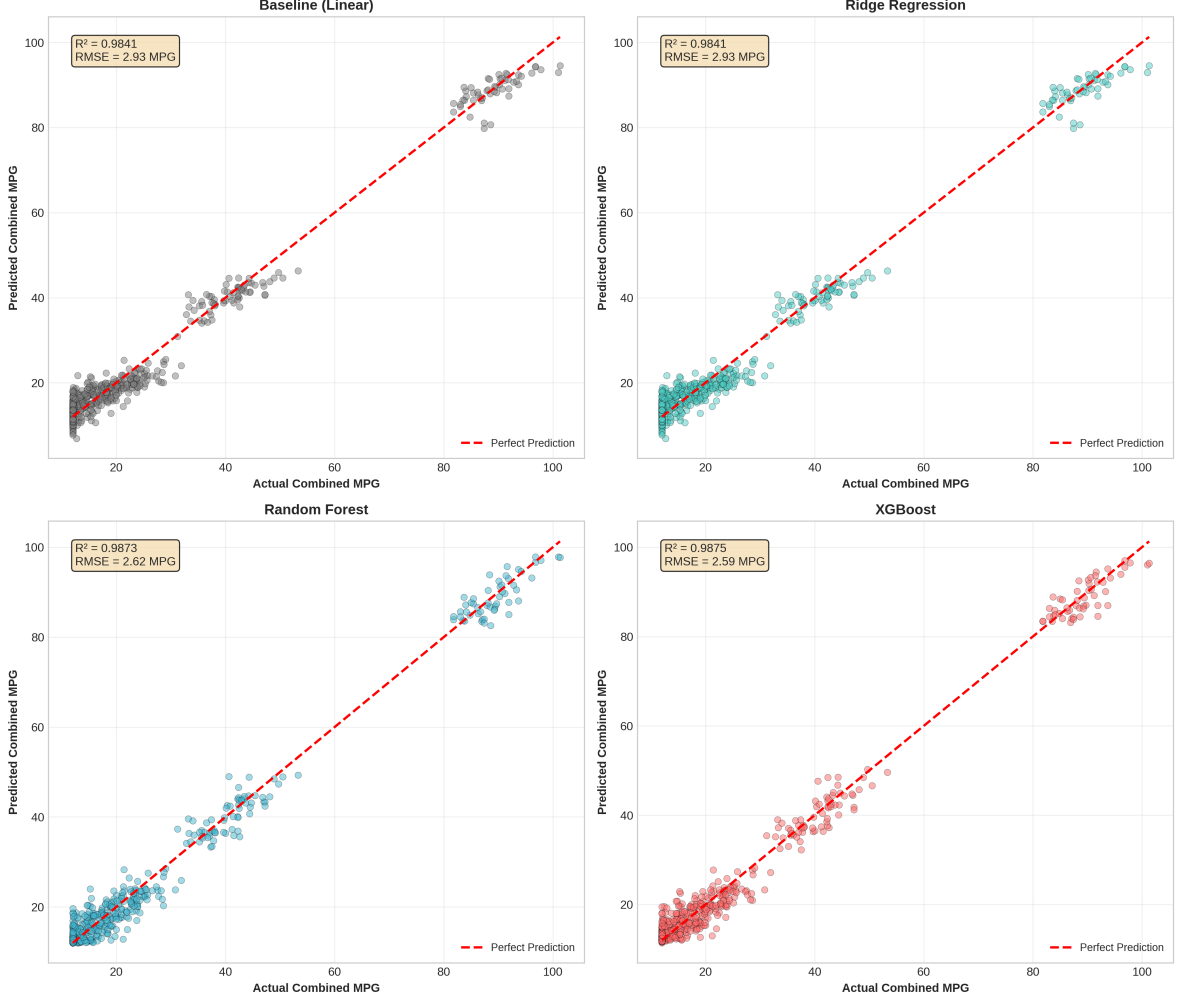 Baseline (Linear)
R² = 0.9841
RMSE = 2.93 MPG
100
80
60
40
20
Predicted Combined MPG
Perfect Prediction
20 40 60 80 100
Actual Combined MPG
Ridge Regression
R² = 0.9841
RMSE = 2.93 MPG
100
80
60
40
20
Predicted Combined MPG
Perfect Prediction
20 40 60 80 100
Actual Combined MPG
Random Forest
R² = 0.9873
RMSE = 2.62 MPG
100
80
60
40
20
Predicted Combined MPG
Perfect Prediction
20 40 60 80 100
Actual Combined MPG
XGBoost
R² = 0.9875
RMSE = 2.59 MPG
100
80
60
40
20
Predicted Combined MPG
Perfect Prediction
20 40 60 80 100
Actual Combined MPG